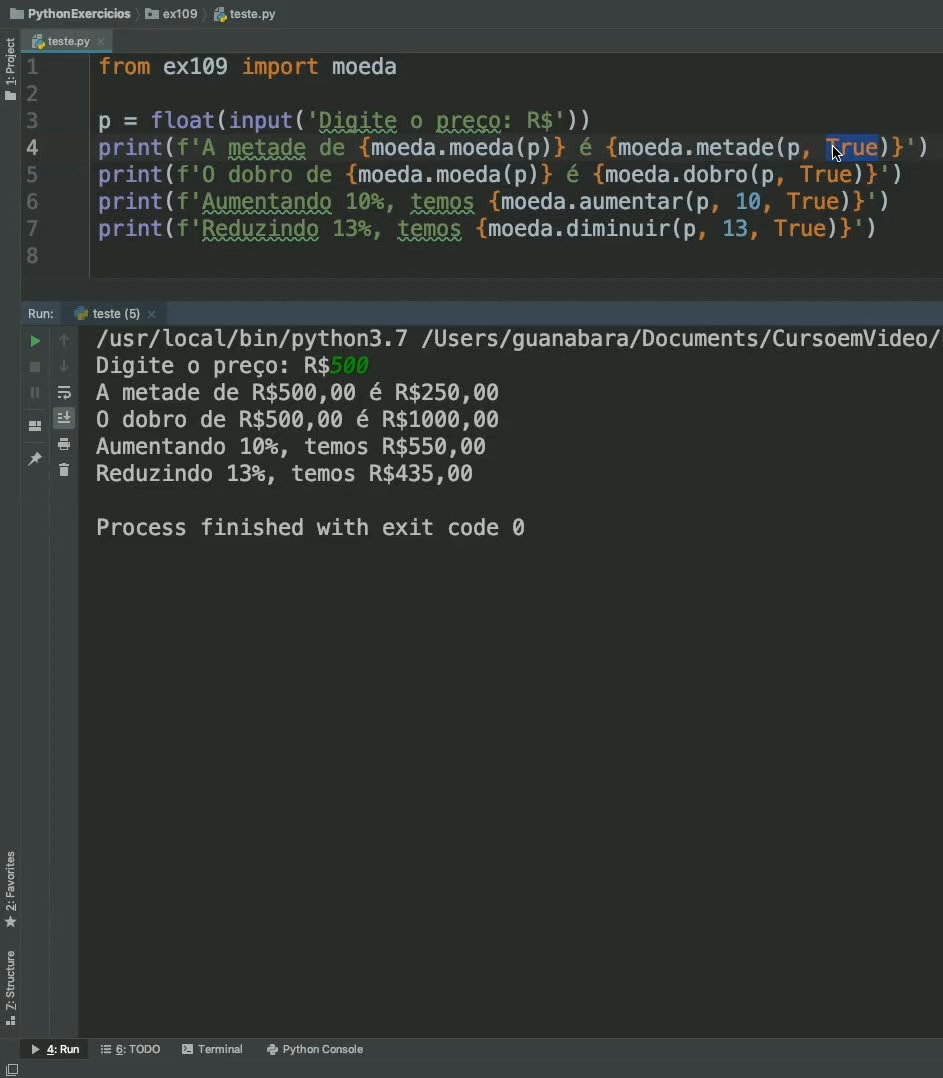 PythonExercicios ex109 teste.py
teste.py
1: Project
1 from ex109 import moeda
2
3 p = float(input('Digite o preço: R$'))
4 print(f'A metade de {moeda.moeda(p)} é {moeda.metade(p, True)}')
5 print(f'O dobro de {moeda.moeda(p)} é {moeda.dobro(p, True)}')
6 print(f'Aumentando 10%, temos {moeda.aumentar(p, 10, True)}')
7 print(f'Reduzindo 13%, temos {moeda.diminuir(p, 13, True)}')
8
Run: teste (5)
/usr/local/bin/python3.7 /Users/guanabara/Documents/CursoemVideo/
Digite o preço: R$500
A metade de R$500,00 é R$250,00
O dobro de R$500,00 é R$1000,00
Aumentando 10%, temos R$550,00
Reduzindo 13%, temos R$435,00
Process finished with exit code 0
2: Favorites
7: Structure
4: Run 6: TODO Terminal Python Console